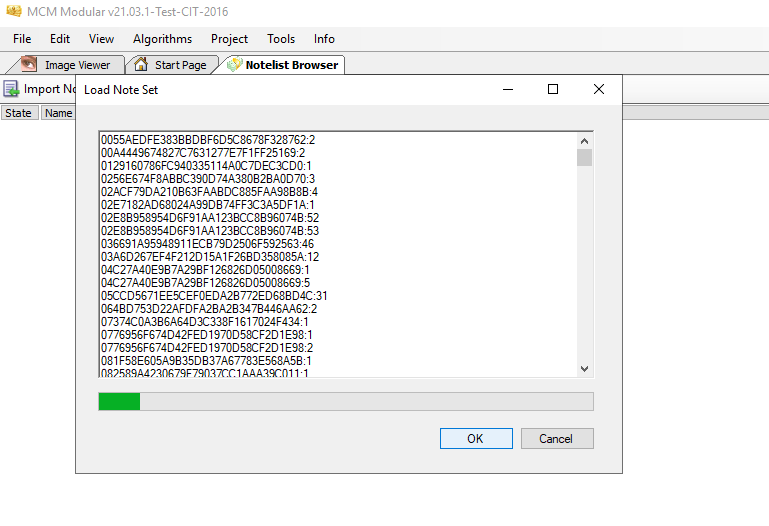 MCM Modular v21.03.1-Test-CIT-2016
File Edit View Algorithms Project Tools Info
Image Viewer Start Page Notelist Browser
Import No
Load Note Set
State Name
0055AEDFE383BBDBF6D5C8678F328762:2
00A4449674827C7631277E7F1FF25169:2
0129160786FC940335114A0C7DEC3CD0:1
0256E674F8ABBC390D74A380B2BA0D70:3
02ACF79DA210B63FAABDC885FAA98B8B:4
02E7182AD68024A99DB74FF3C3A5DF1A:1
02E8B958954D6F91AA123BCC8B96074B:52
02E8B958954D6F91AA123BCC8B96074B:53
036691A95948911ECB79D2506F592563:46
03A6D267EF4F212D15A1F26BD358085A:12
04C27A40E9B7A29BF126826D05008669:1
04C27A40E9B7A29BF126826D05008669:5
05CCD5671EE5CEF0EDA2B772ED68BD4C:31
064BD753D22AFDFA2BA2B347B446AA62:2
07374C0A3B6A64D3C338F1617024F434:1
0776956F674D42FED1970D58CF2D1E98:1
0776956F674D42FED1970D58CF2D1E98:2
081F58E605A9B35DB37A67783E568A5B:1
082589A4230679F79037CC1AAA39C011:1
OK Cancel